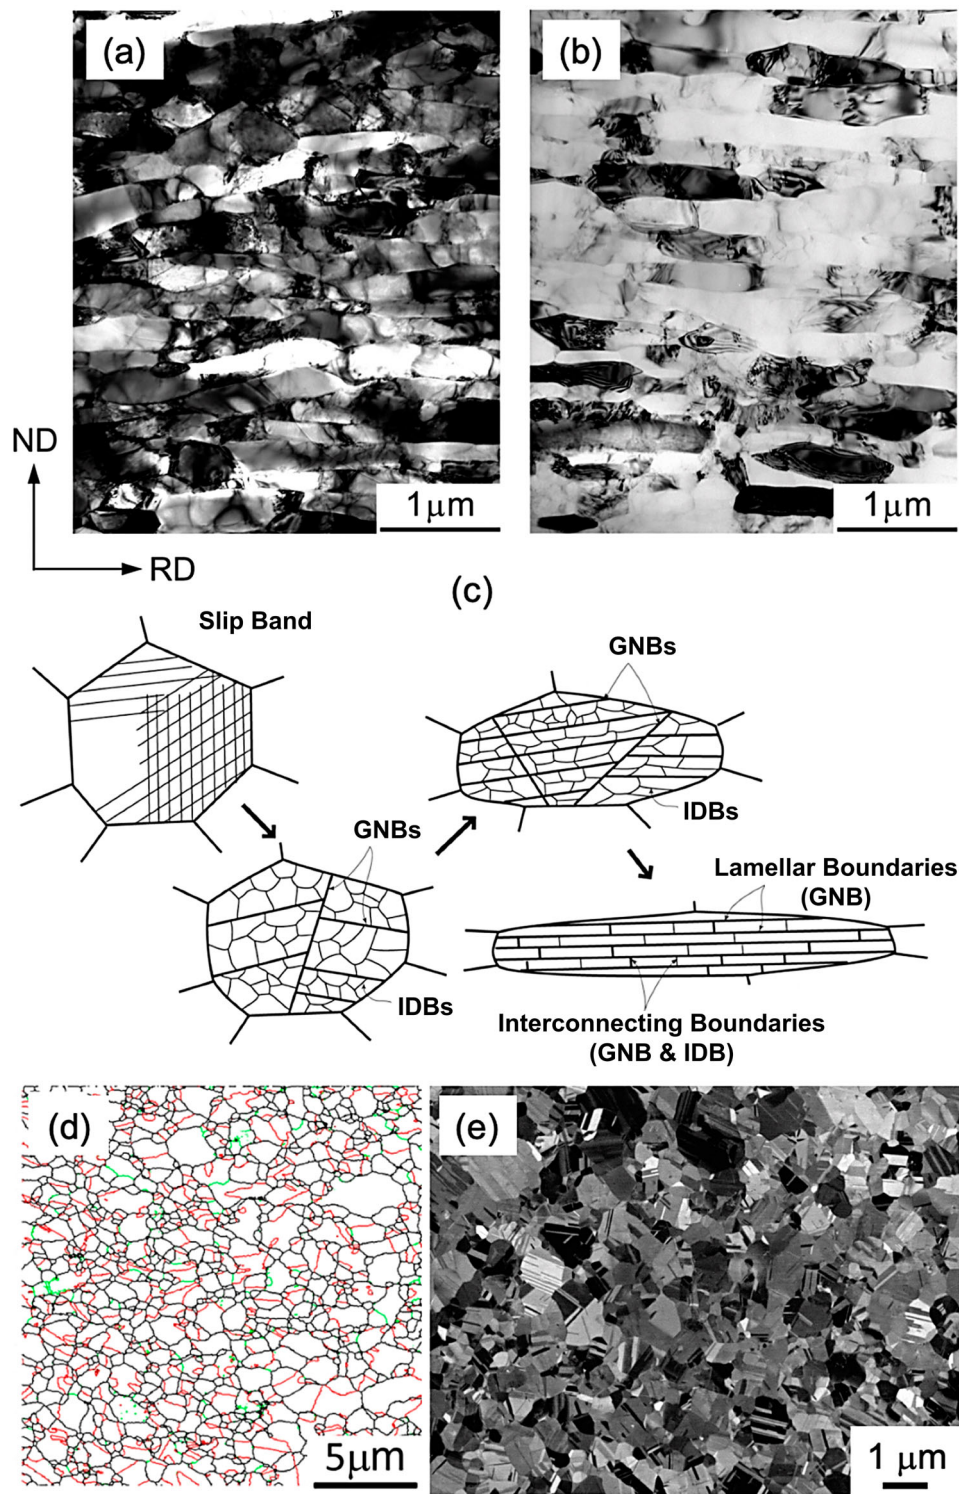 (a)
(b)
ND
1μm
1μm
RD
(c)
Slip Band
GNBs
GNBs
IDBs
Lamellar Boundaries
(GNB)
IDBs
Interconnecting Boundaries
(GNB & IDB)
(d)
(e)
5μm
1 μm